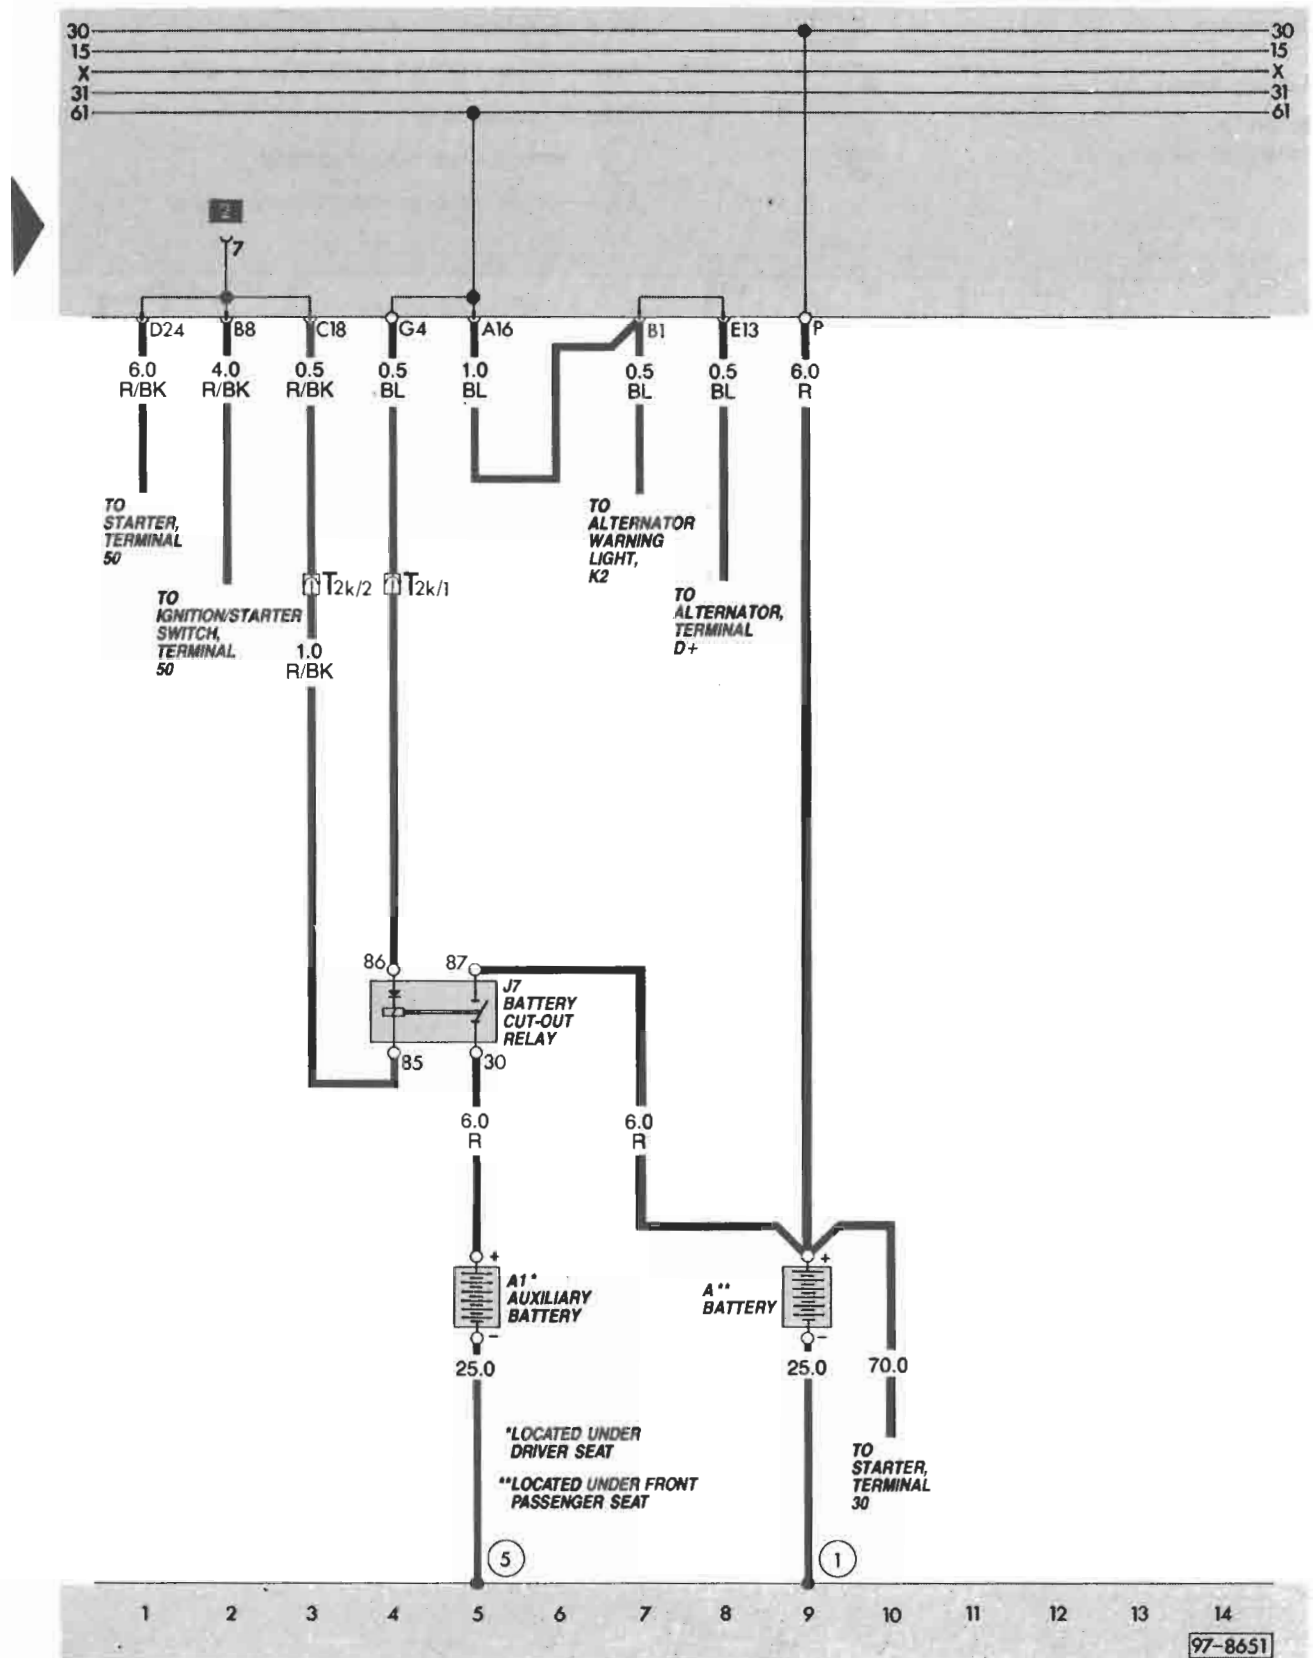 30 30
15 15
X X
31 31
61 61
2
7
D24 B8 C18 G4 A16 B1 E13 P
6.0 4.0 0.5 0.5 1.0 0.5 0.5 6.0
R/BK R/BK R/BK BL BL BL BL R
TO
STARTER,
TERMINAL
50
TO
ALTERNATOR
WARNING
LIGHT,
K2
T2k/2 T2k/1
TO
IGNITION/STARTER
SWITCH,
TERMINAL
50
TO
ALTERNATOR,
TERMINAL
D+
1.0
R/BK
86 87
J7
BATTERY
CUT-OUT
RELAY
85 30
6.0 6.0
R R
+ +
A1*
AUXILIARY
BATTERY
A**
BATTERY
- -
25.0 25.0 70.0
*LOCATED UNDER
DRIVER SEAT
**LOCATED UNDER FRONT
PASSENGER SEAT
TO
STARTER,
TERMINAL
30
5 1
1 2 3 4 5 6 7 8 9 10 11 12 13 14
97-8651